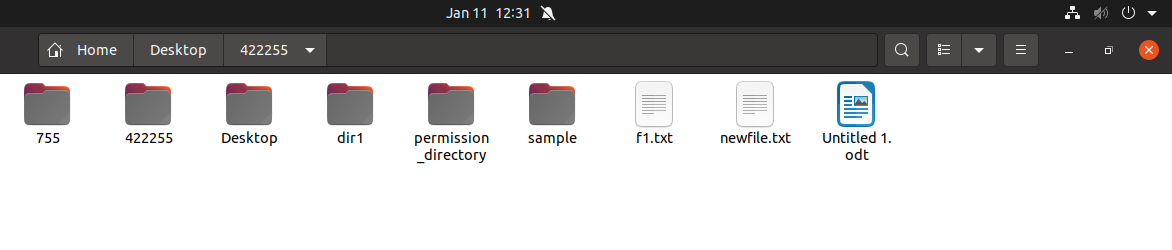 Jan 11 12:31
Home Desktop 422255
755 422255 Desktop dir1 permission sample f1.txt newfile.txt Untitled 1.
_directory odt